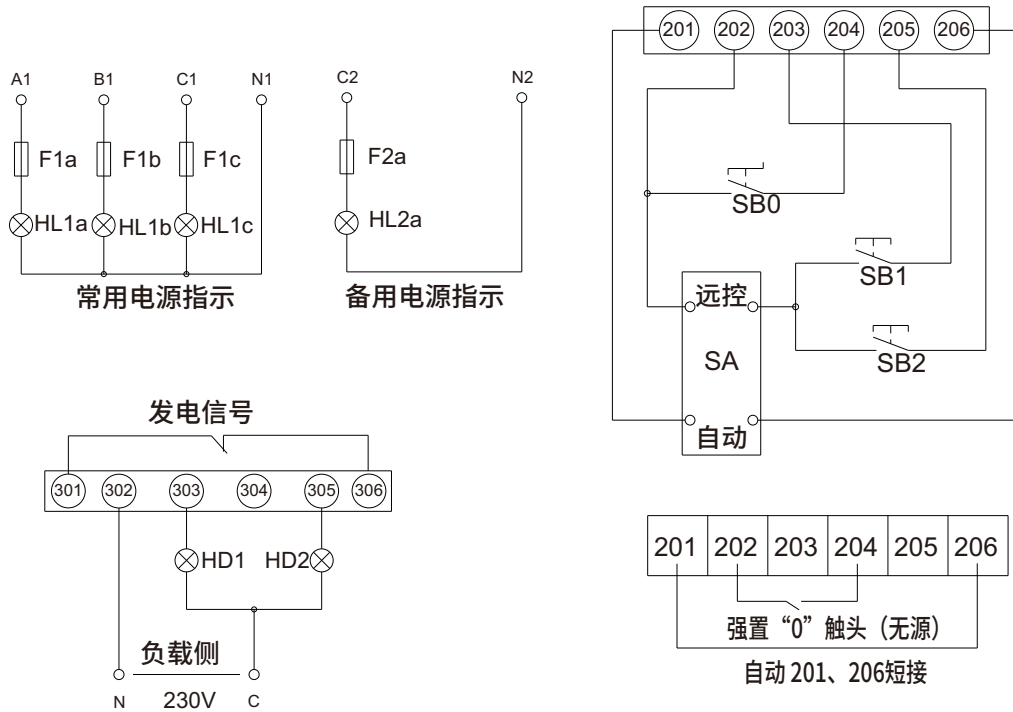 A1 B1 C1 N1
F1a F1b F1c
HL1a HL1b HL1c
常用电源指示
C2 N2
F2a
HL2a
备用电源指示
201 202 203 204 205 206
SB0
SB1
远控
SA
SB2
自动
发电信号
301 302 303 304 305 306
HD1 HD2
负载侧
N 230V C
201 202 203 204 205 206
强置“0”触头（无源）
自动 201、206短接